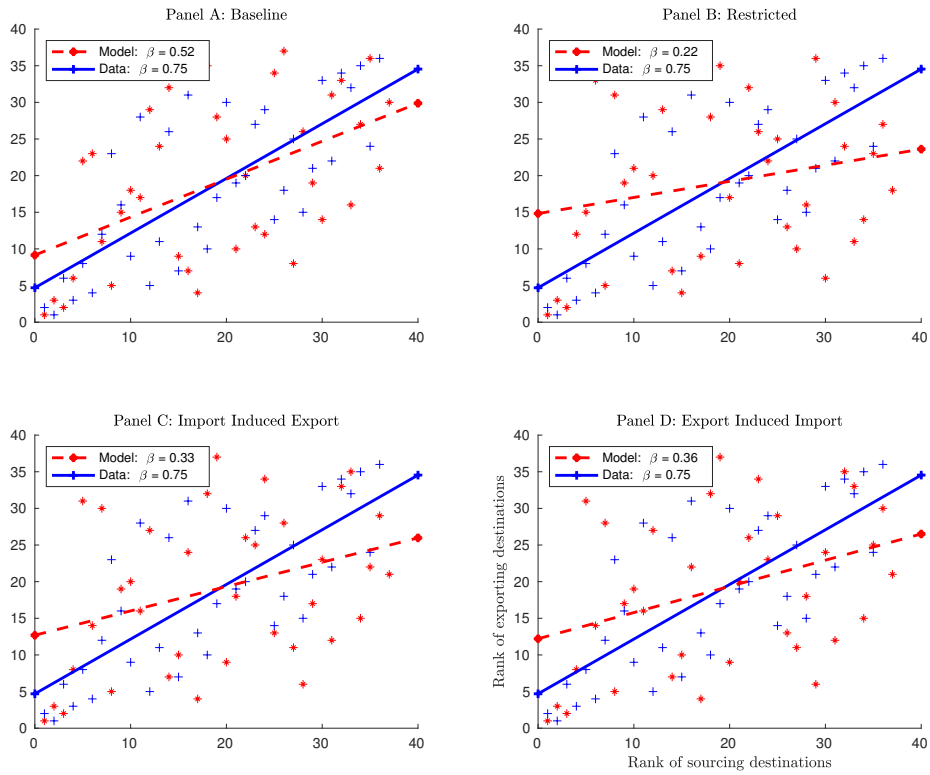 Panel A: Baseline
Model: β = 0.52
Data: β = 0.75
40
35
30
25
20
15
10
5
0
0 10 20 30 40
Panel B: Restricted
Model: β = 0.22
Data: β = 0.75
40
35
30
25
20
15
10
5
0
0 10 20 30 40
Panel C: Import Induced Export
Model: β = 0.33
Data: β = 0.75
40
35
30
25
20
15
10
5
0
0 10 20 30 40
Panel D: Export Induced Import
Model: β = 0.36
Data: β = 0.75
Rank of exporting destinations
40
35
30
25
20
15
10
5
0
0 10 20 30 40
Rank of sourcing destinations